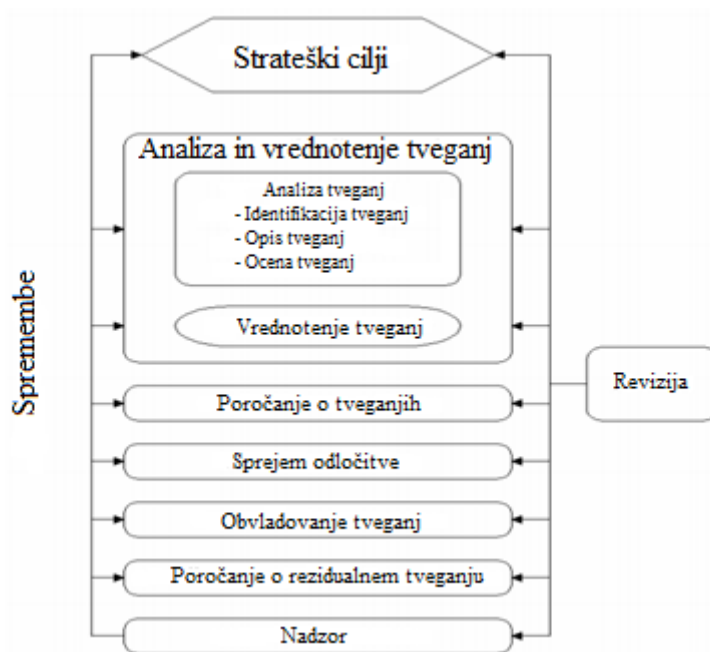 Strateški cilji
Analiza in vrednotenje tveganj
Analiza tveganj
- Identifikacija tveganj
- Opis tveganj
- Ocena tveganj
Vrednotenje tveganj
Poročanje o tveganjih
Sprejem odločitve
Obvladovanje tveganj
Poročanje o rezidualnem tveganju
Nadzor
Spremembe
Revizija